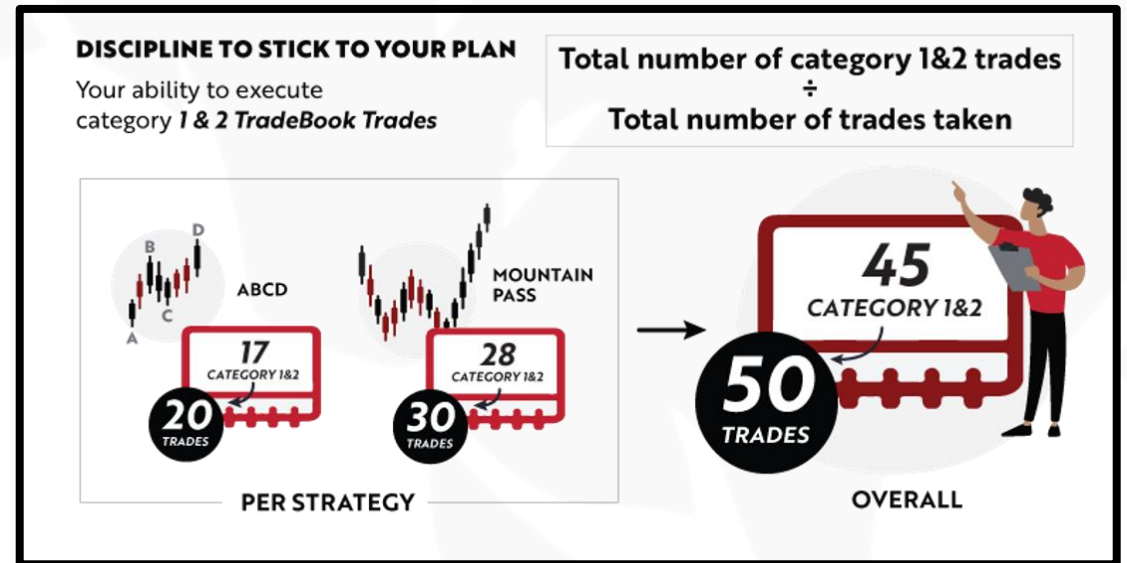 DISCIPLINE TO STICK TO YOUR PLAN
Your ability to execute
category 1 & 2 TradeBook Trades
Total number of category 1&2 trades
÷
Total number of trades taken
B
D
A
C
ABCD
17
CATEGORY 1&2
20
TRADES
MOUNTAIN
PASS
28
CATEGORY 1&2
30
TRADES
PER STRATEGY
45
CATEGORY 1&2
50
TRADES
OVERALL